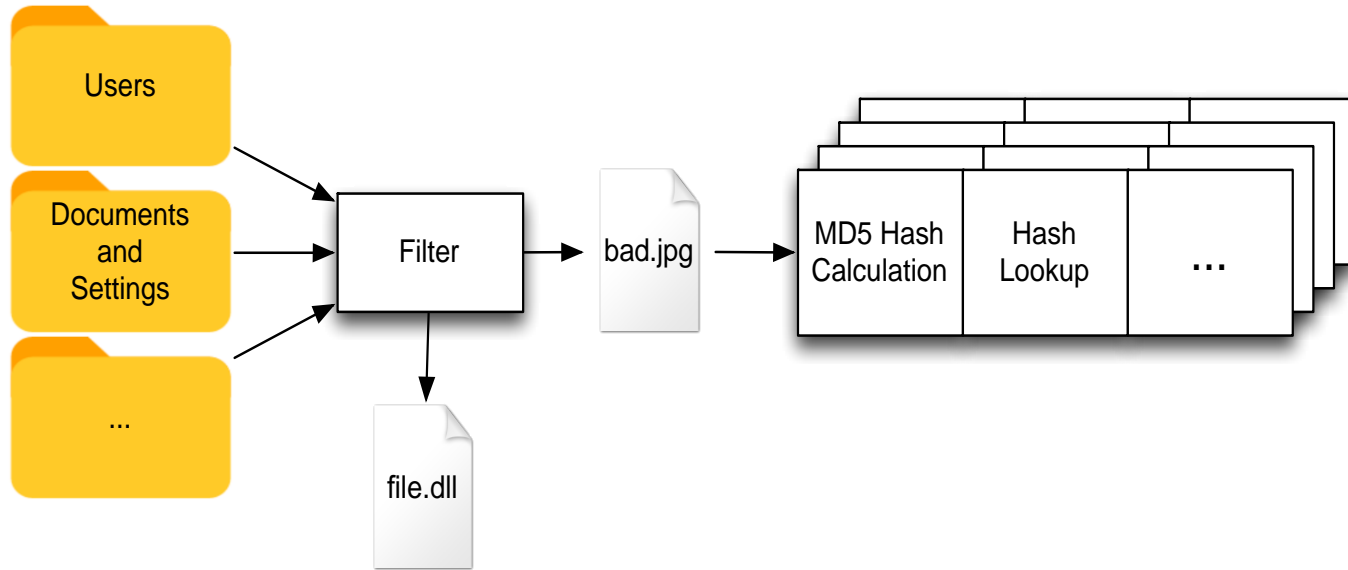 Users
Documents
and
Settings
...
Filter
file.dll
bad.jpg
MD5 Hash
Calculation
Hash
Lookup
...